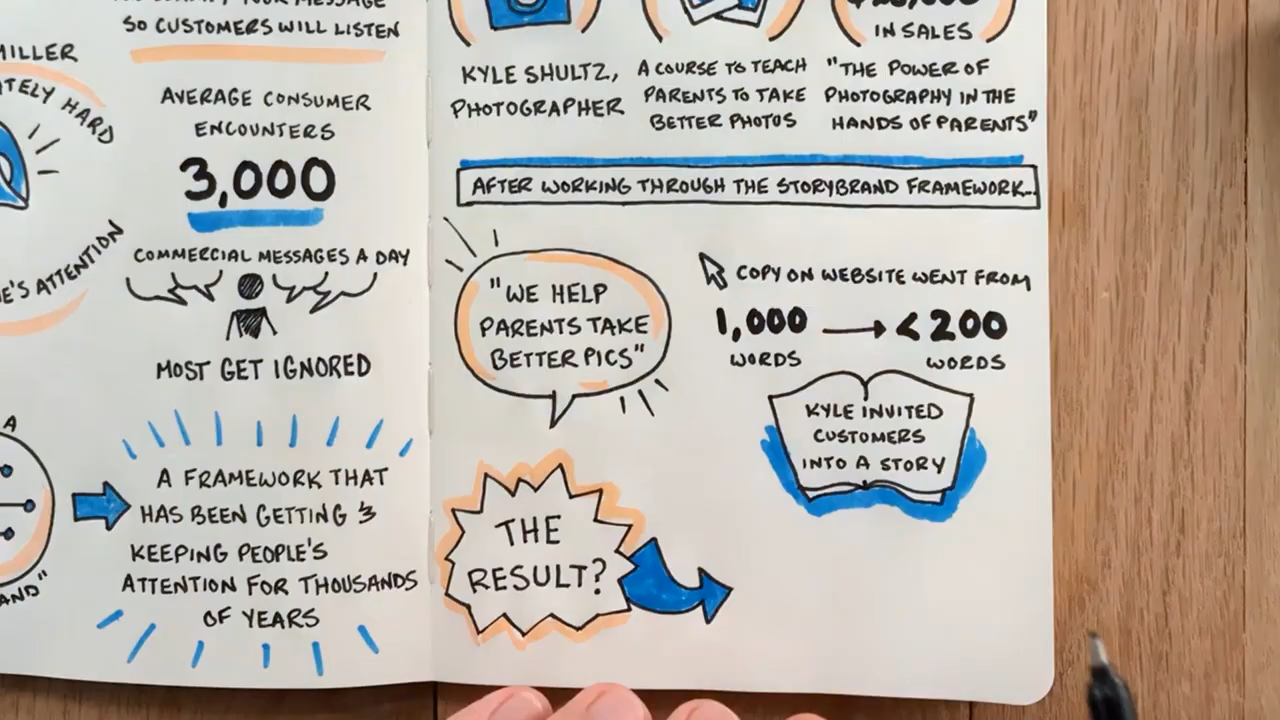 SO CUSTOMERS WILL LISTEN
AVERAGE CONSUMER
ENCOUNTERS
3,000
COMMERCIAL MESSAGES A DAY
MOST GET IGNORED
A
A FRAMEWORK THAT
HAS BEEN GETTING &
KEEPING PEOPLE'S
ATTENTION FOR THOUSANDS
OF YEARS
HARD
ATTENTION
IN SALES
KYLE SHULTZ,
PHOTOGRAPHER
A COURSE TO TEACH
PARENTS TO TAKE
BETTER PHOTOS
"THE POWER OF
PHOTOGRAPHY IN THE
HANDS OF PARENTS"
AFTER WORKING THROUGH THE STORYBRAND FRAMEWORK...
"WE HELP
PARENTS TAKE
BETTER PICS"
COPY ON WEBSITE WENT FROM
1,000 → < 200
WORDS WORDS
KYLE INVITED
CUSTOMERS
INTO A STORY
THE
RESULT?